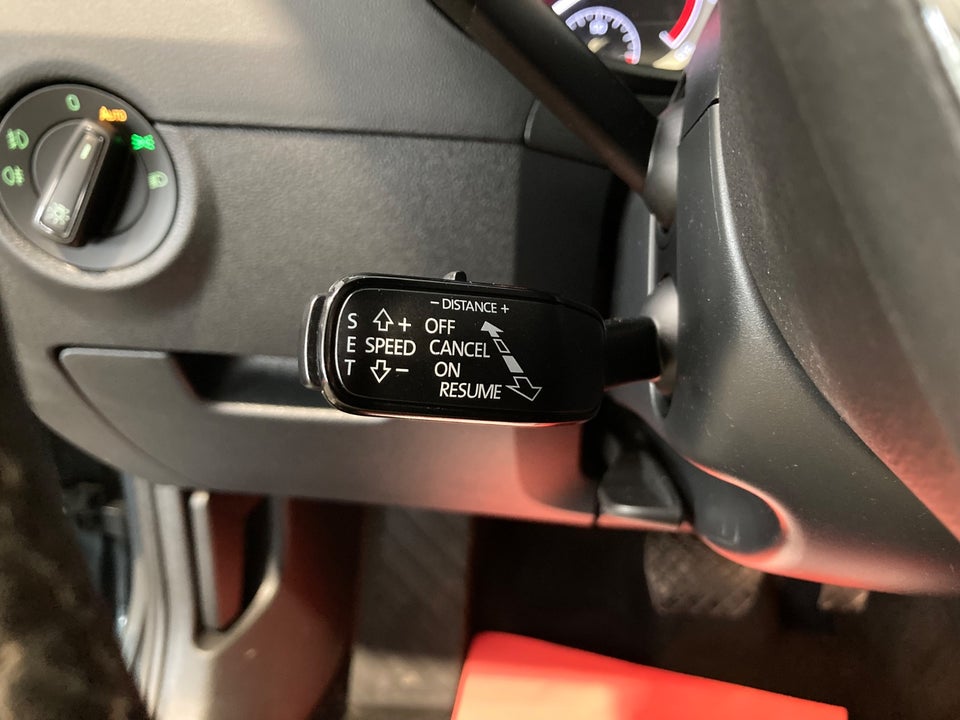 AUTO
O
- DISTANCE +
S + OFF
E SPEED CANCEL
T - ON
RESUME